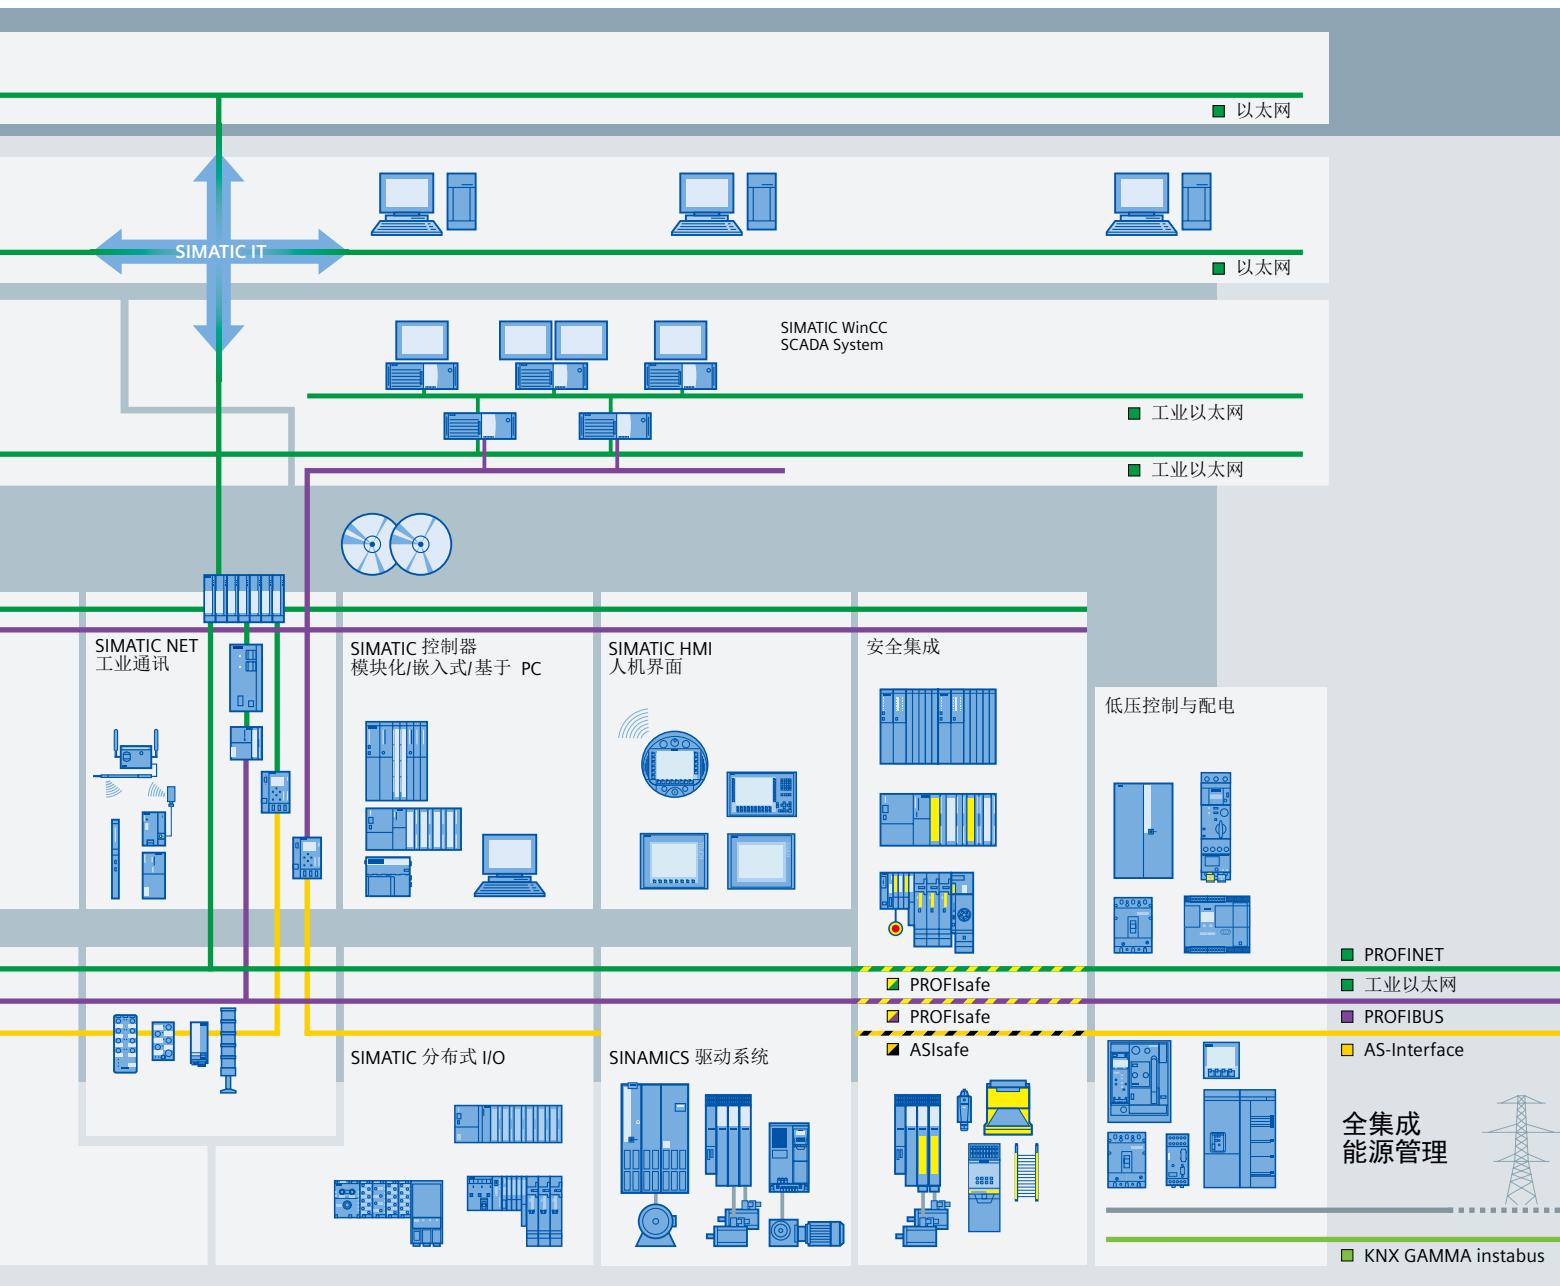 以太网
SIMATIC IT
以太网
SIMATIC WinCC
SCADA System
工业以太网
工业以太网
SIMATIC NET
工业通讯
SIMATIC 控制器
模块化/嵌入式/基于 PC
SIMATIC HMI
人机界面
安全集成
低压控制与配电
PROFINET
PROFIsafe
工业以太网
PROFIsafe
PROFIBUS
ASIsafe
AS-Interface
SIMATIC 分布式 I/O
SINAMICS 驱动系统
全集成
能源管理
KNX GAMMA instabus